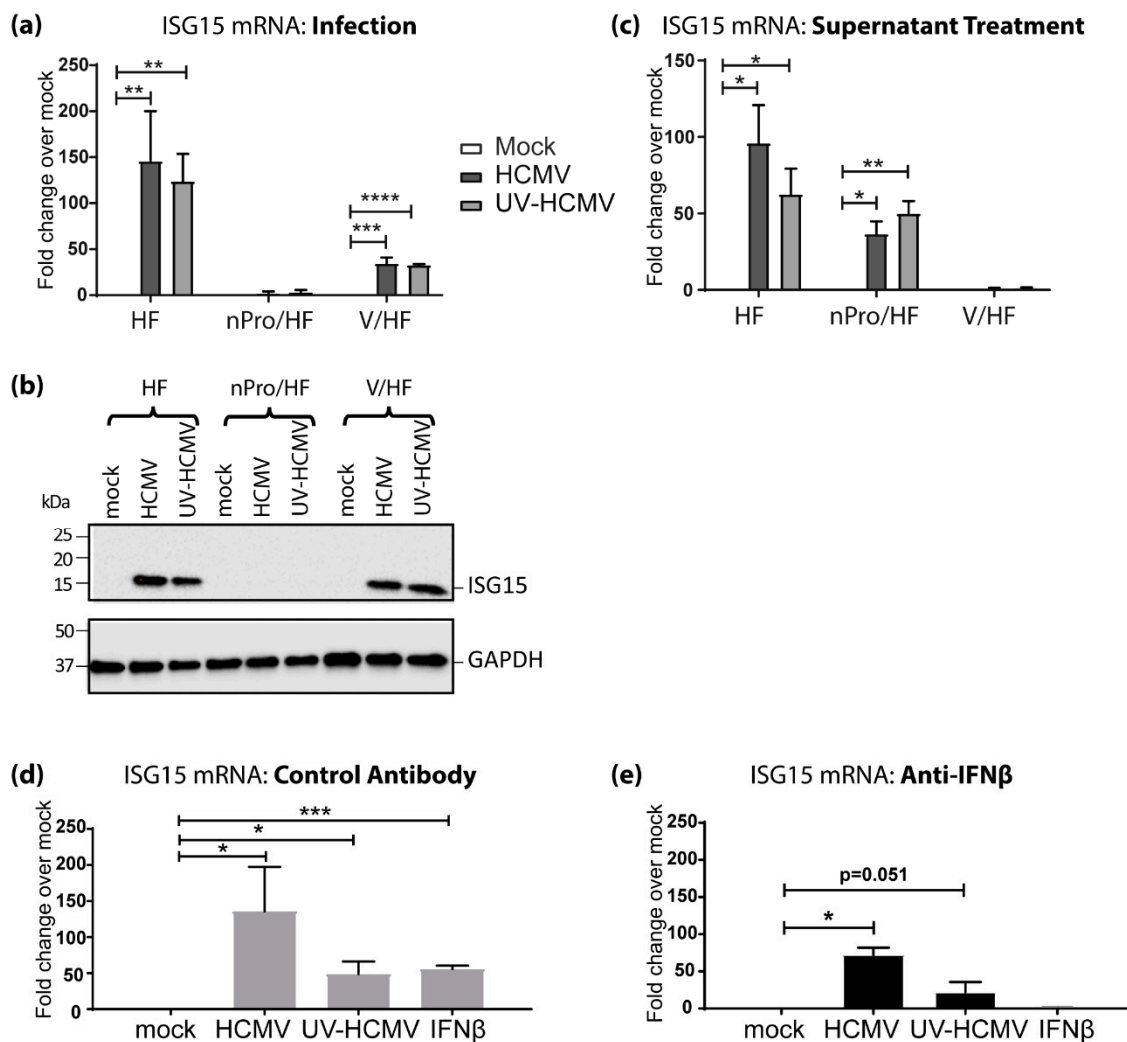 (a) ISG15 mRNA: Infection
Fold change over mock
250
200
150
100
50
0
**
**
***
****
HF nPro/HF V/HF
Mock
HCMV
UV-HCMV
(c) ISG15 mRNA: Supernatant Treatment
Fold change over mock
150
100
50
0
*
*
**
*
HF nPro/HF V/HF
(b)
HF nPro/HF V/HF
mock HCMV UV-HCMV mock HCMV UV-HCMV mock HCMV UV-HCMV
kDa
25
20
15
ISG15
50
37
GAPDH
(d) ISG15 mRNA: Control Antibody
Fold change over mock
250
200
150
100
50
0
***
*
*
mock HCMV UV-HCMV IFNβ
(e) ISG15 mRNA: Anti-IFNβ
Fold change over mock
250
200
150
100
50
0
p=0.051
*
mock HCMV UV-HCMV IFNβ